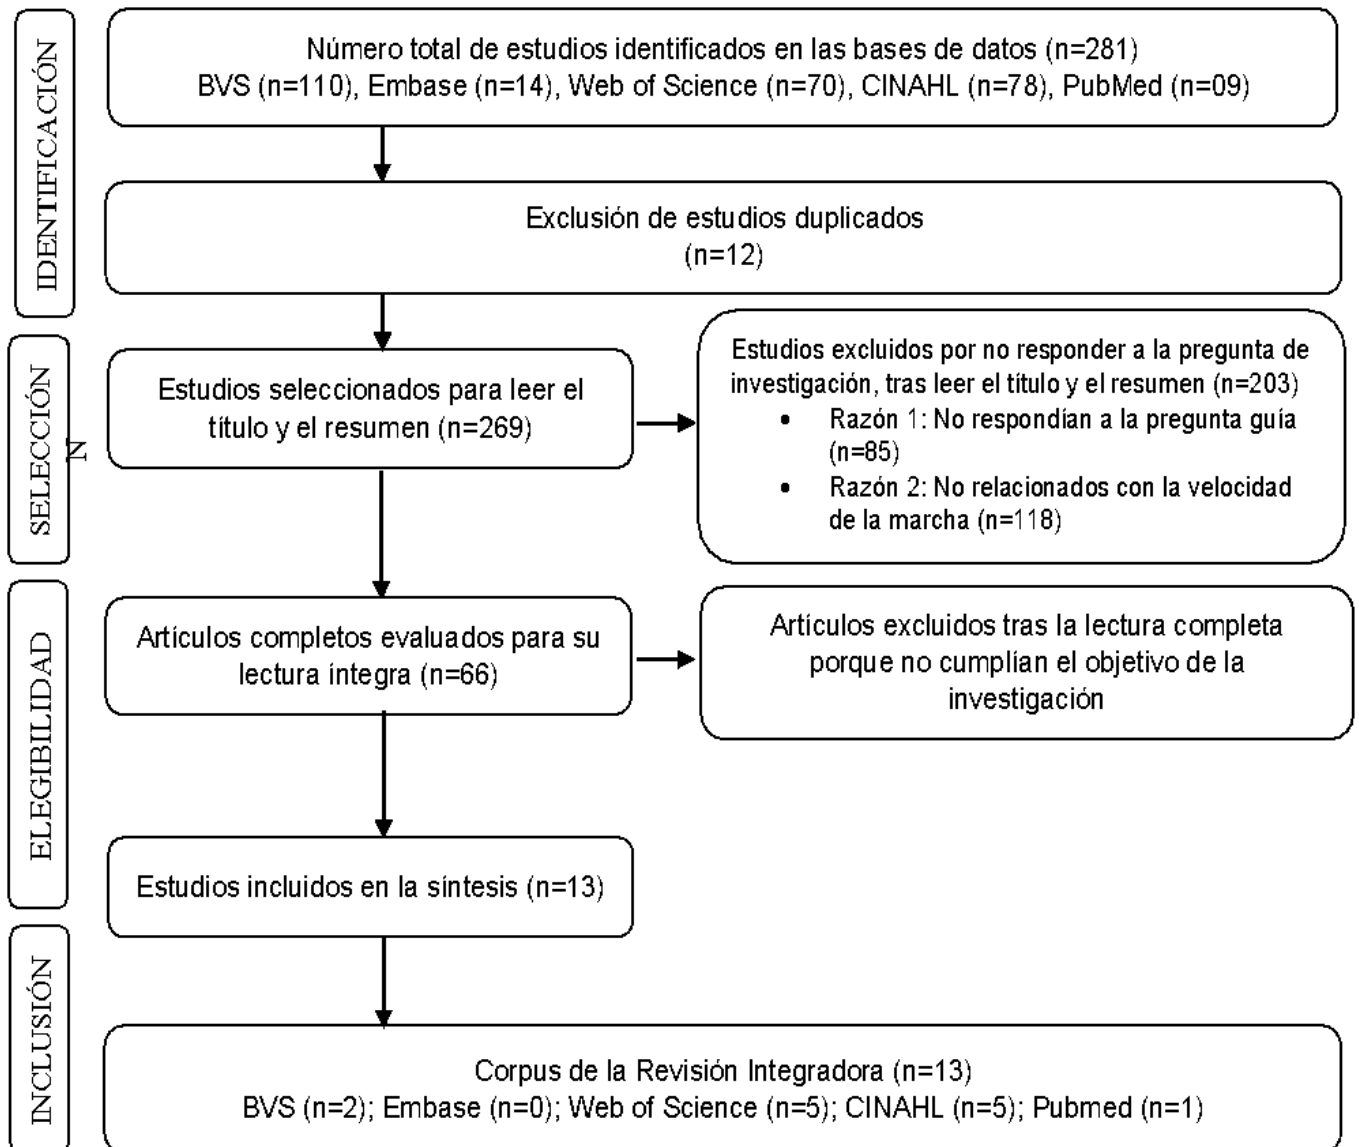 IDENTIFICACIÓN
Número total de estudios identificados en las bases de datos (n=281)
BVS (n=110), Embase (n=14), Web of Science (n=70), CINAHL (n=78), PubMed (n=09)
Exclusión de estudios duplicados
(n=12)
SELECCIÓN
N
Estudios seleccionados para leer el
título y el resumen (n=269)
Estudios excluidos por no responder a la pregunta de
investigación, tras leer el título y el resumen (n=203)
• Razón 1: No respondían a la pregunta guía
(n=85)
• Razón 2: No relacionados con la velocidad
de la marcha (n=118)
ELEGIBILIDAD
Artículos completos evaluados para su
lectura íntegra (n=66)
Artículos excluidos tras la lectura completa
porque no cumplían el objetivo de la
investigación
Estudios incluidos en la síntesis (n=13)
INCLUSIÓN
Corpus de la Revisión Integradora (n=13)
BVS (n=2); Embase (n=0); Web of Science (n=5); CINAHL (n=5); Pubmed (n=1)